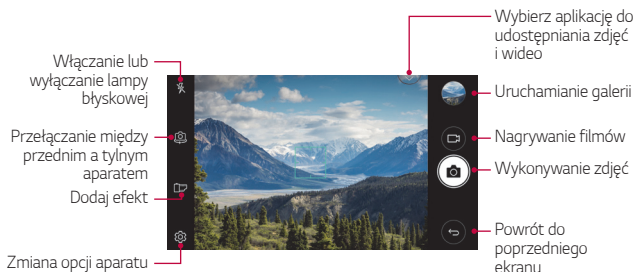 Włączanie lub
wyłączanie lampy
błyskowej
Przełączanie między
przednim a tylnym
aparatem
Dodaj efekt
Zmiana opcji aparatu
Wybierz aplikację do
udostępniania zdjęć
i wideo
Uruchamianie galerii
Nagrywanie filmów
Wykonywanie zdjęć
Powrót do
poprzedniego
ekranu